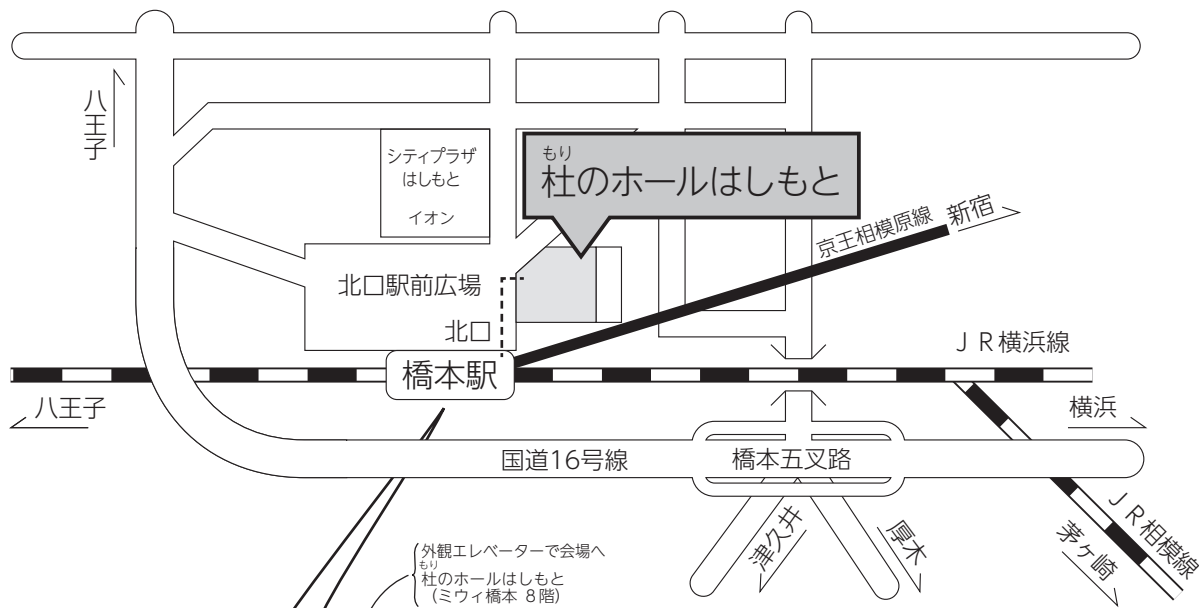 八王子
シティプラザ
はしもと
イオン
もり
杜のホールはしもと
京王相模原線
新宿
北口駅前広場
北口
橋本駅
ＪＲ横浜線
八王子
横浜
国道16号線
橋本五叉路
津久井
厚木
茅ヶ崎
ＪＲ相模線
外観エレベーターで会場へ
もり
杜のホールはしもと
(ミウィ橋本 8階)